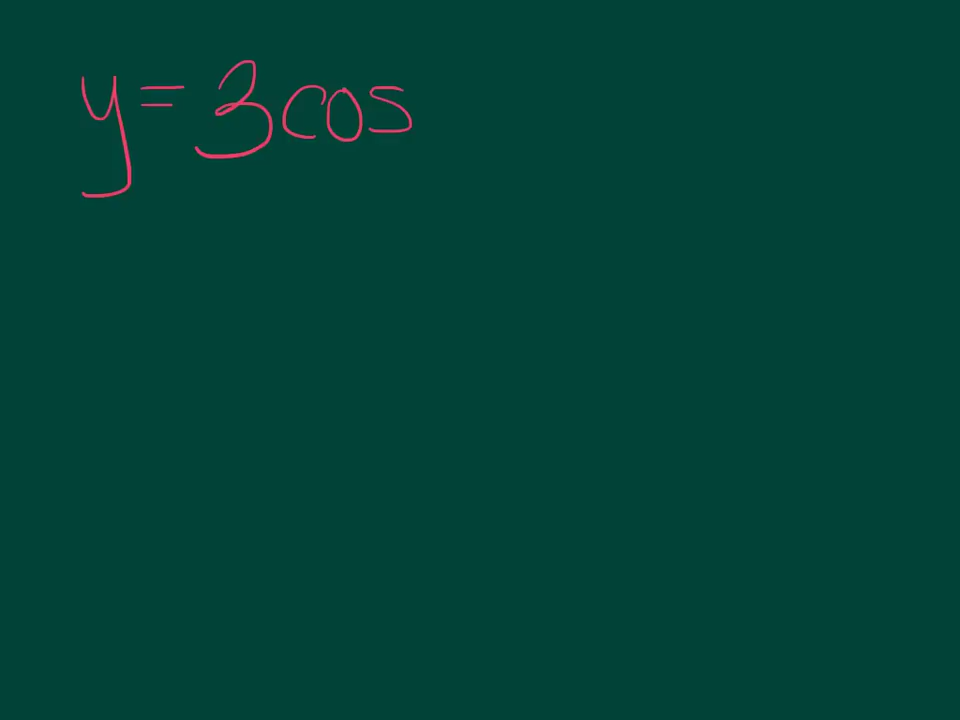 y = 3cos